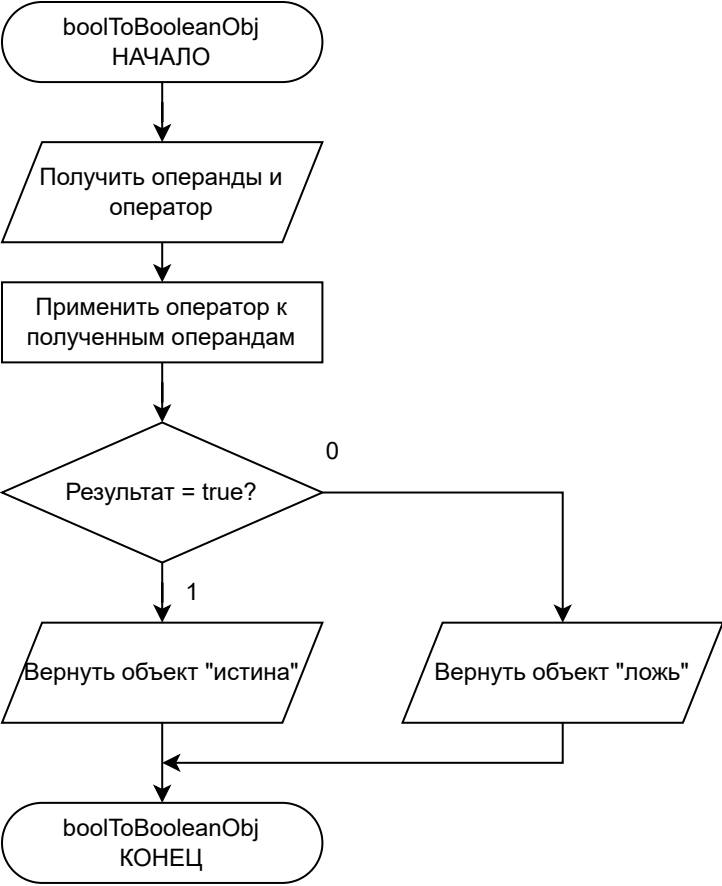 boolToBooleanObj
НАЧАЛО
Получить операнды и
оператор
Применить оператор к
полученным операндам
0
Результат = true?
1
Вернуть объект "истина"
Вернуть объект "ложь"
boolToBooleanObj
КОНЕЦ